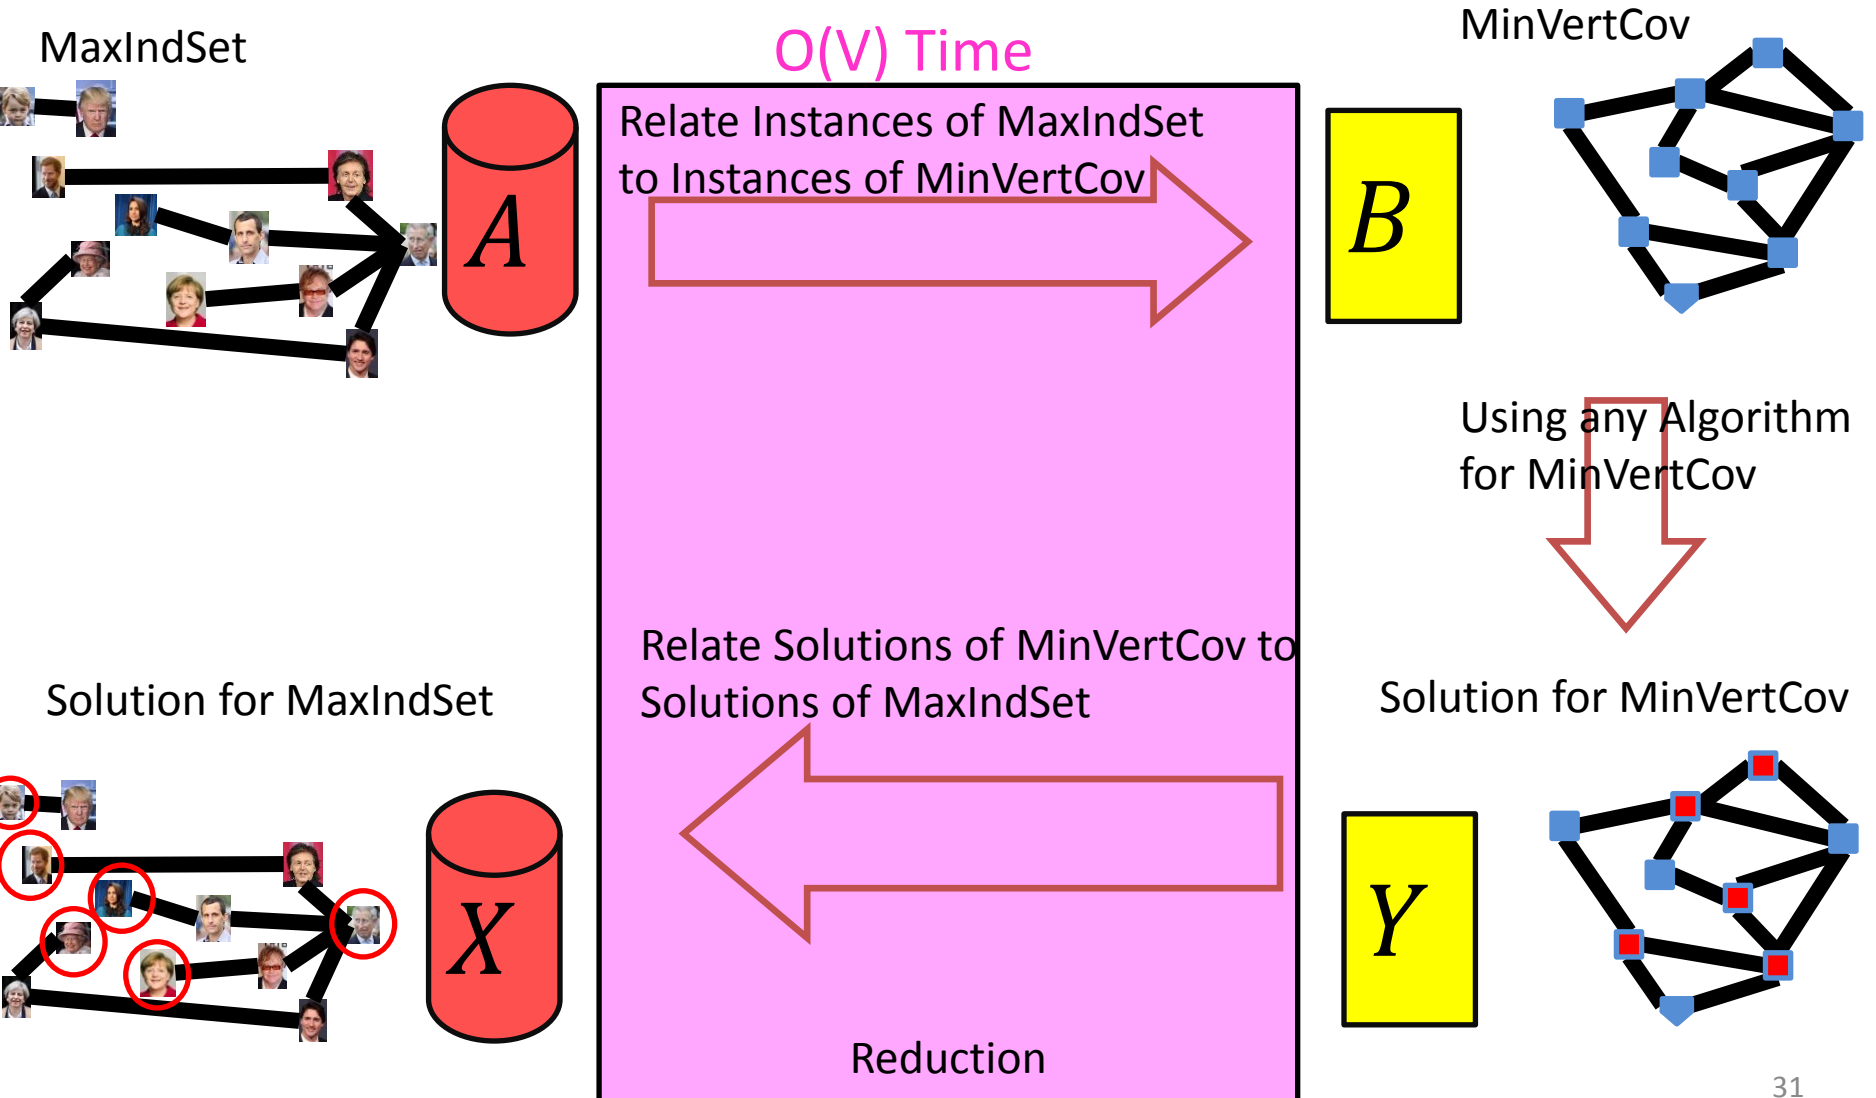 MaxIndSet
O(V) Time
MinVertCov
Relate Instances of MaxIndSet
to Instances of MinVertCov
A
B
Using any Algorithm
for MinVertCov
Relate Solutions of MinVertCov to
Solutions of MaxIndSet
Solution for MaxIndSet
Solution for MinVertCov
X
Y
Reduction
31